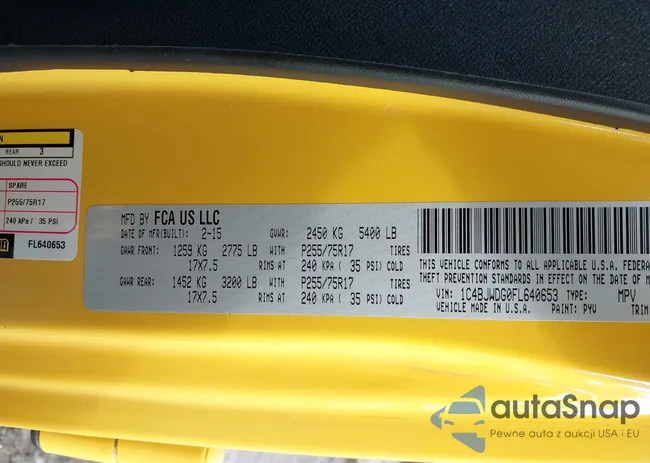 N
REAR 3
SHOULD NEVER EXCEED
SPARE
P255/75R17
240 kPa / 35 PSI
FL640653
MFD BY FCA US LLC
DATE OF MFR(BUILT): 2-15 GVWR: 2450 KG 5400 LB
GAWR FRONT: 1259 KG 2775 LB WITH P255/75R17 TIRES
17X7.5 RIMS AT 240 KPA( 35 PSI) COLD
GAWR REAR: 1452 KG 3200 LB WITH P255/75R17 TIRES
17X7.5 RIMS AT 240 KPA( 35 PSI) COLD
THIS VEHICLE CONFORMS TO ALL APPLICABLE U.S.A. FEDERA
THEFT PREVENTION STANDARDS IN EFFECT ON THE DATE OF M
VIN: 1C4BJWDG0FL640653 TYPE: MPV
VEHICLE MADE IN U.S.A. PAINT: PYV TRIM
autoSnap
Pewne auta z aukcji USA i EU